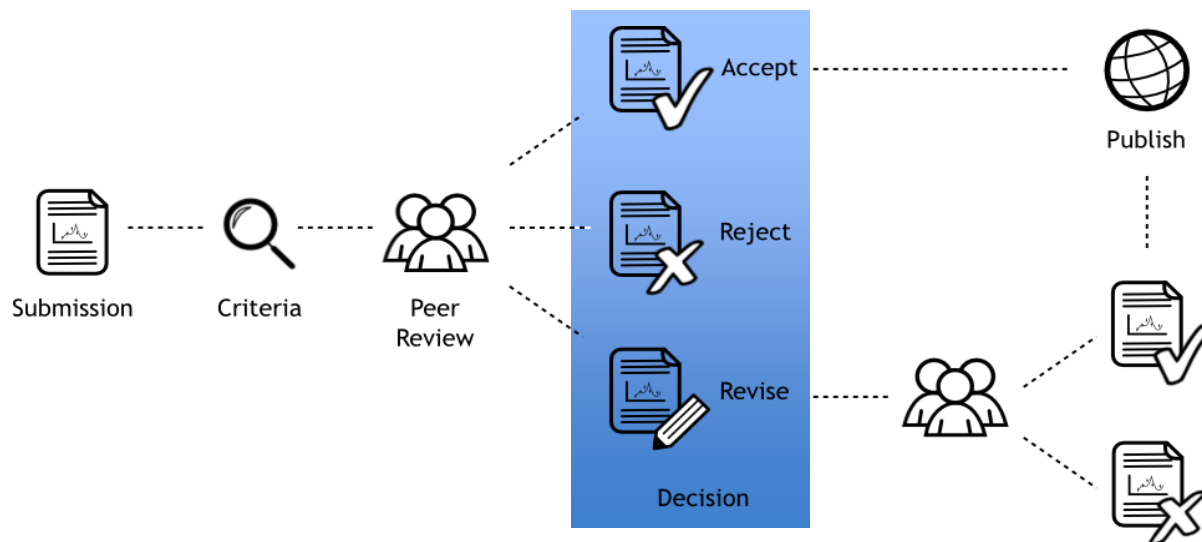 Submission
Criteria
Peer
Review
Accept
Reject
Revise
Decision
Publish